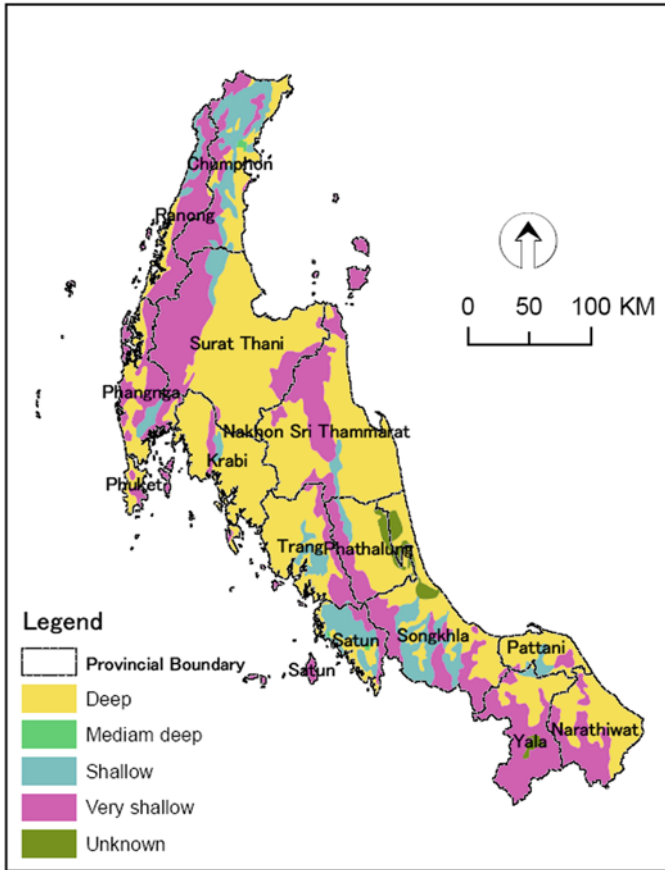 Chumphon
Ranong
0 50 100 KM
Surat Thani
Phangnga
Nakhon Sri Thammarat
Krabi
Phuket
Trang
Phathalung
Legend
Satun
Songkhla
Pattani
Provincial Boundary
Satun
Deep
Narathiwat
Mediam deep
Yala
Shallow
Very shallow
Unknown